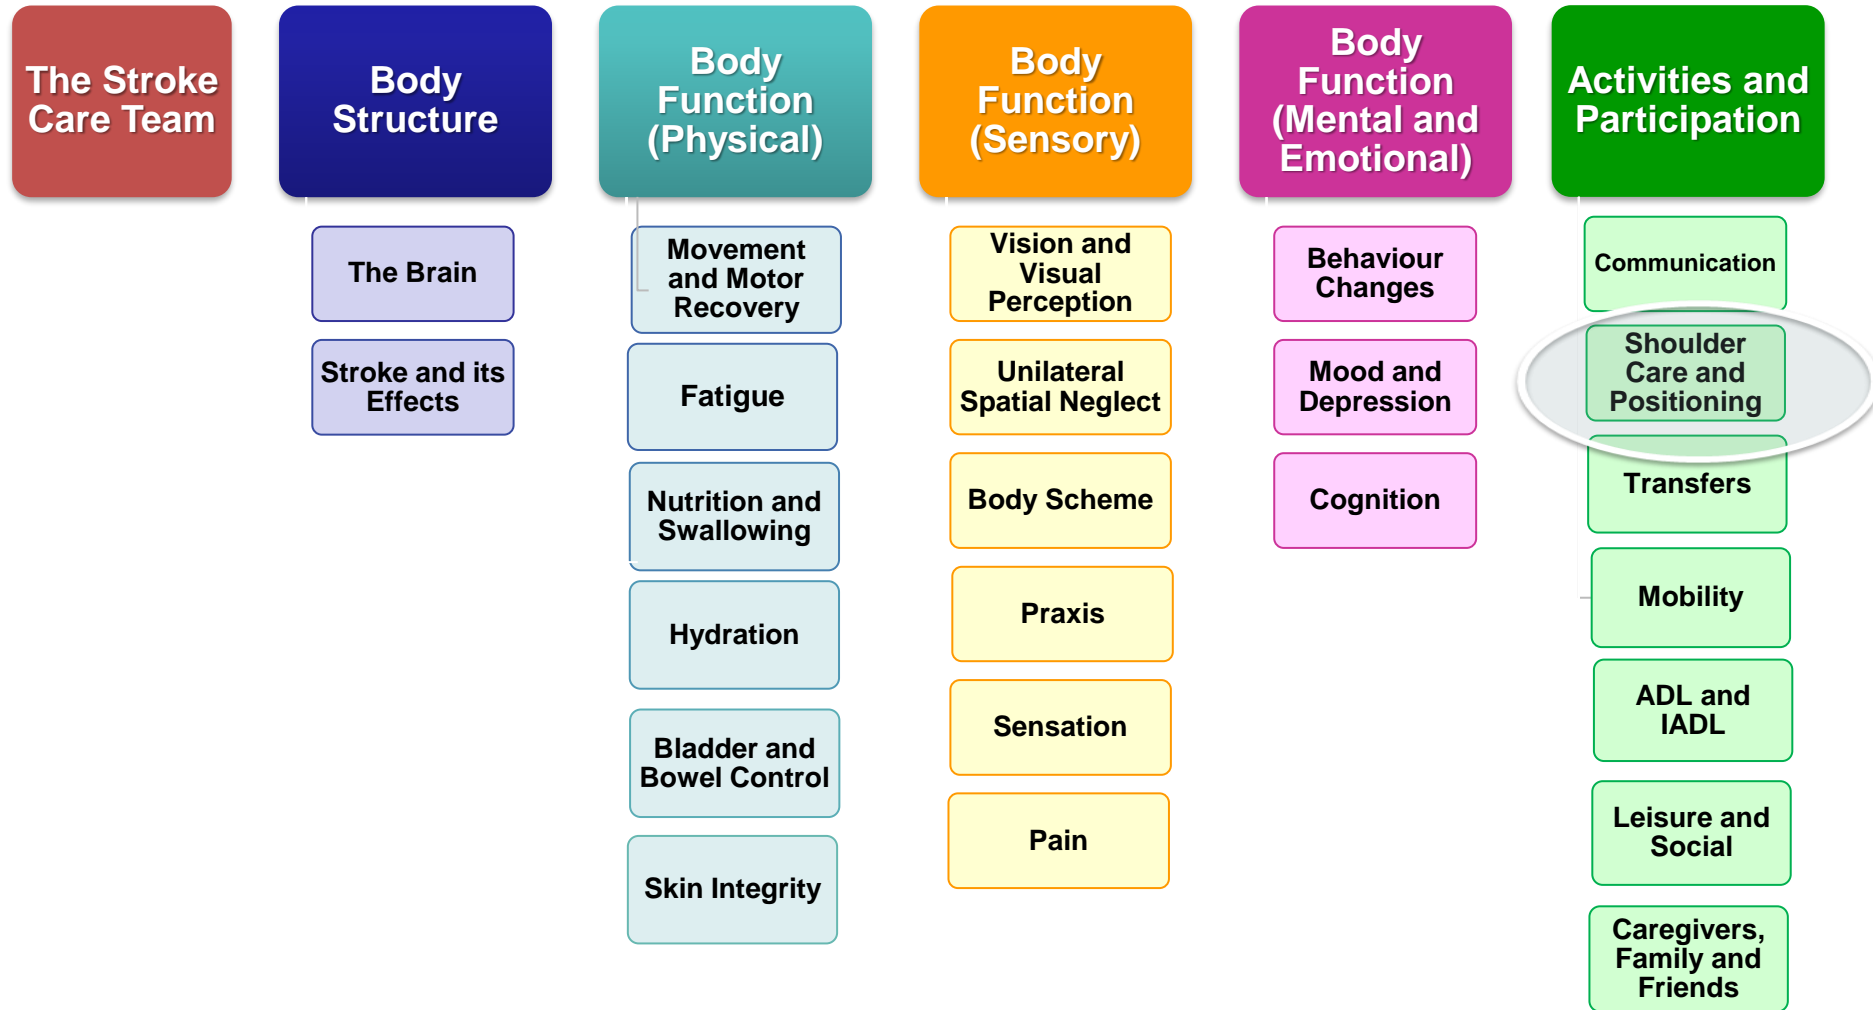 The Stroke
Care Team
Body
Structure
The Brain
Stroke and its
Effects
Body
Function
(Physical)
Movement
and Motor
Recovery
Fatigue
Nutrition and
Swallowing
Hydration
Bladder and
Bowel Control
Skin Integrity
Body
Function
(Sensory)
Vision and
Visual
Perception
Unilateral
Spatial Neglect
Body Scheme
Praxis
Sensation
Pain
Body
Function
(Mental and
Emotional)
Behaviour
Changes
Mood and
Depression
Cognition
Activities and
Participation
Communication
Shoulder
Care and
Positioning
Transfers
Mobility
ADL and
IADL
Leisure and
Social
Caregivers,
Family and
Friends